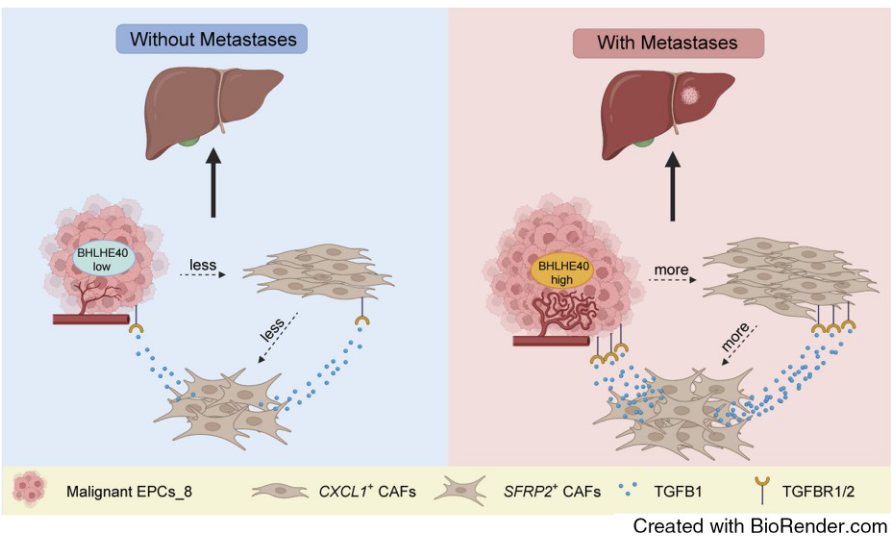 Without Metastases
With Metastases
BHLHE40
low
less
less
BHLHE40
high
more
more
Malignant EPCs_8
CXCL1⁺ CAFs
SFRP2⁺ CAFs
TGFB1
TGFBR1/2
Created with BioRender.com